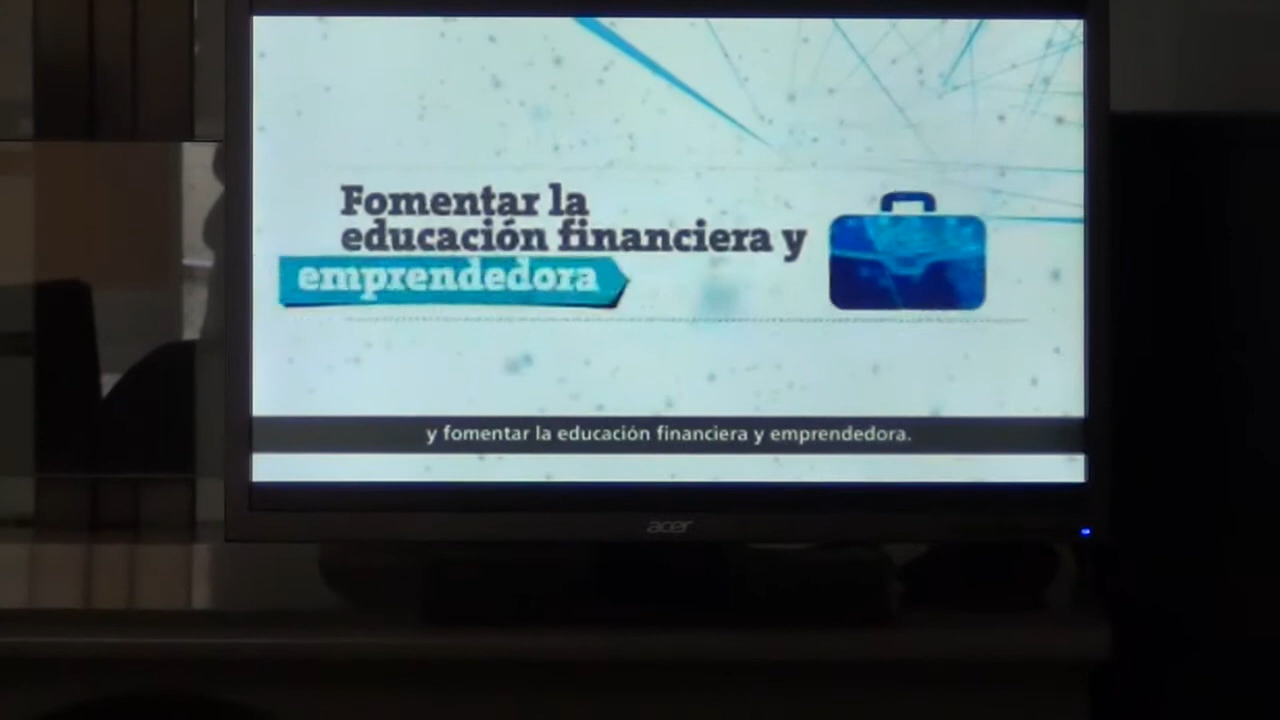 Fomentar la
educación financiera y
emprendedora
y fomentar la educación financiera y emprendedora.
acer